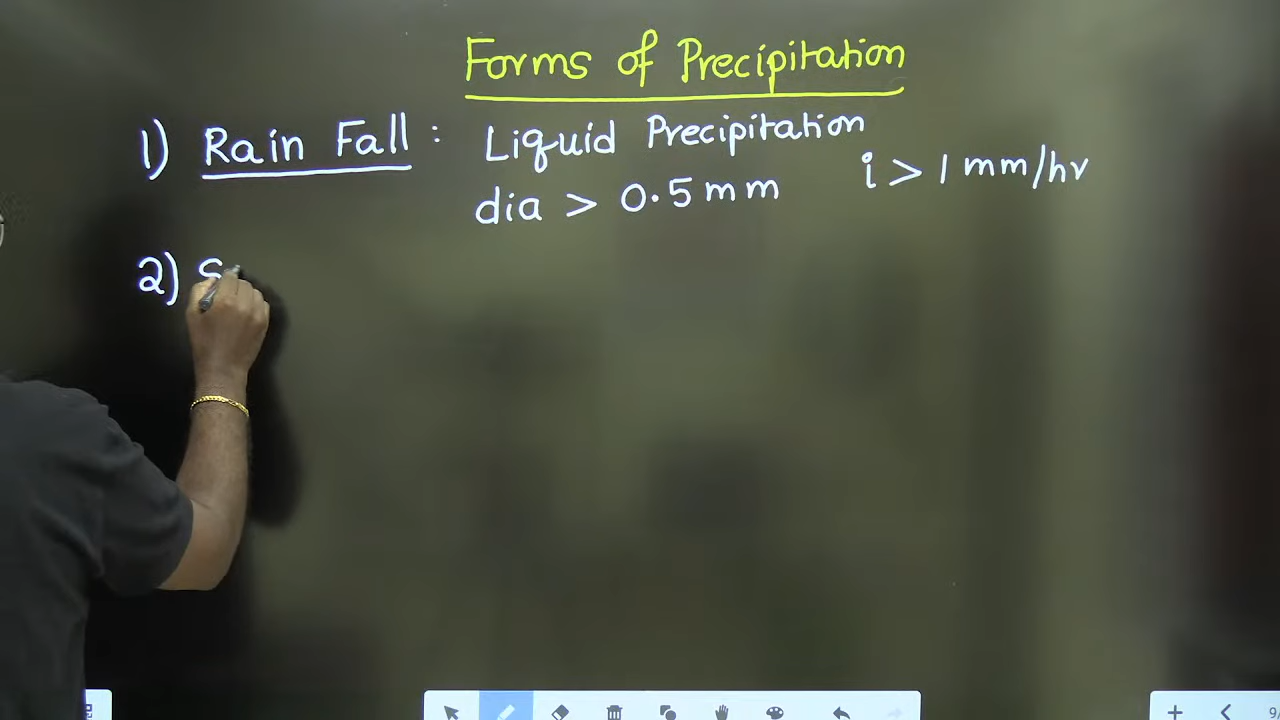 Forms of Precipitation
1) Rain Fall : Liquid Precipitation
dia > 0.5 mm i > 1 mm/hr
2) S